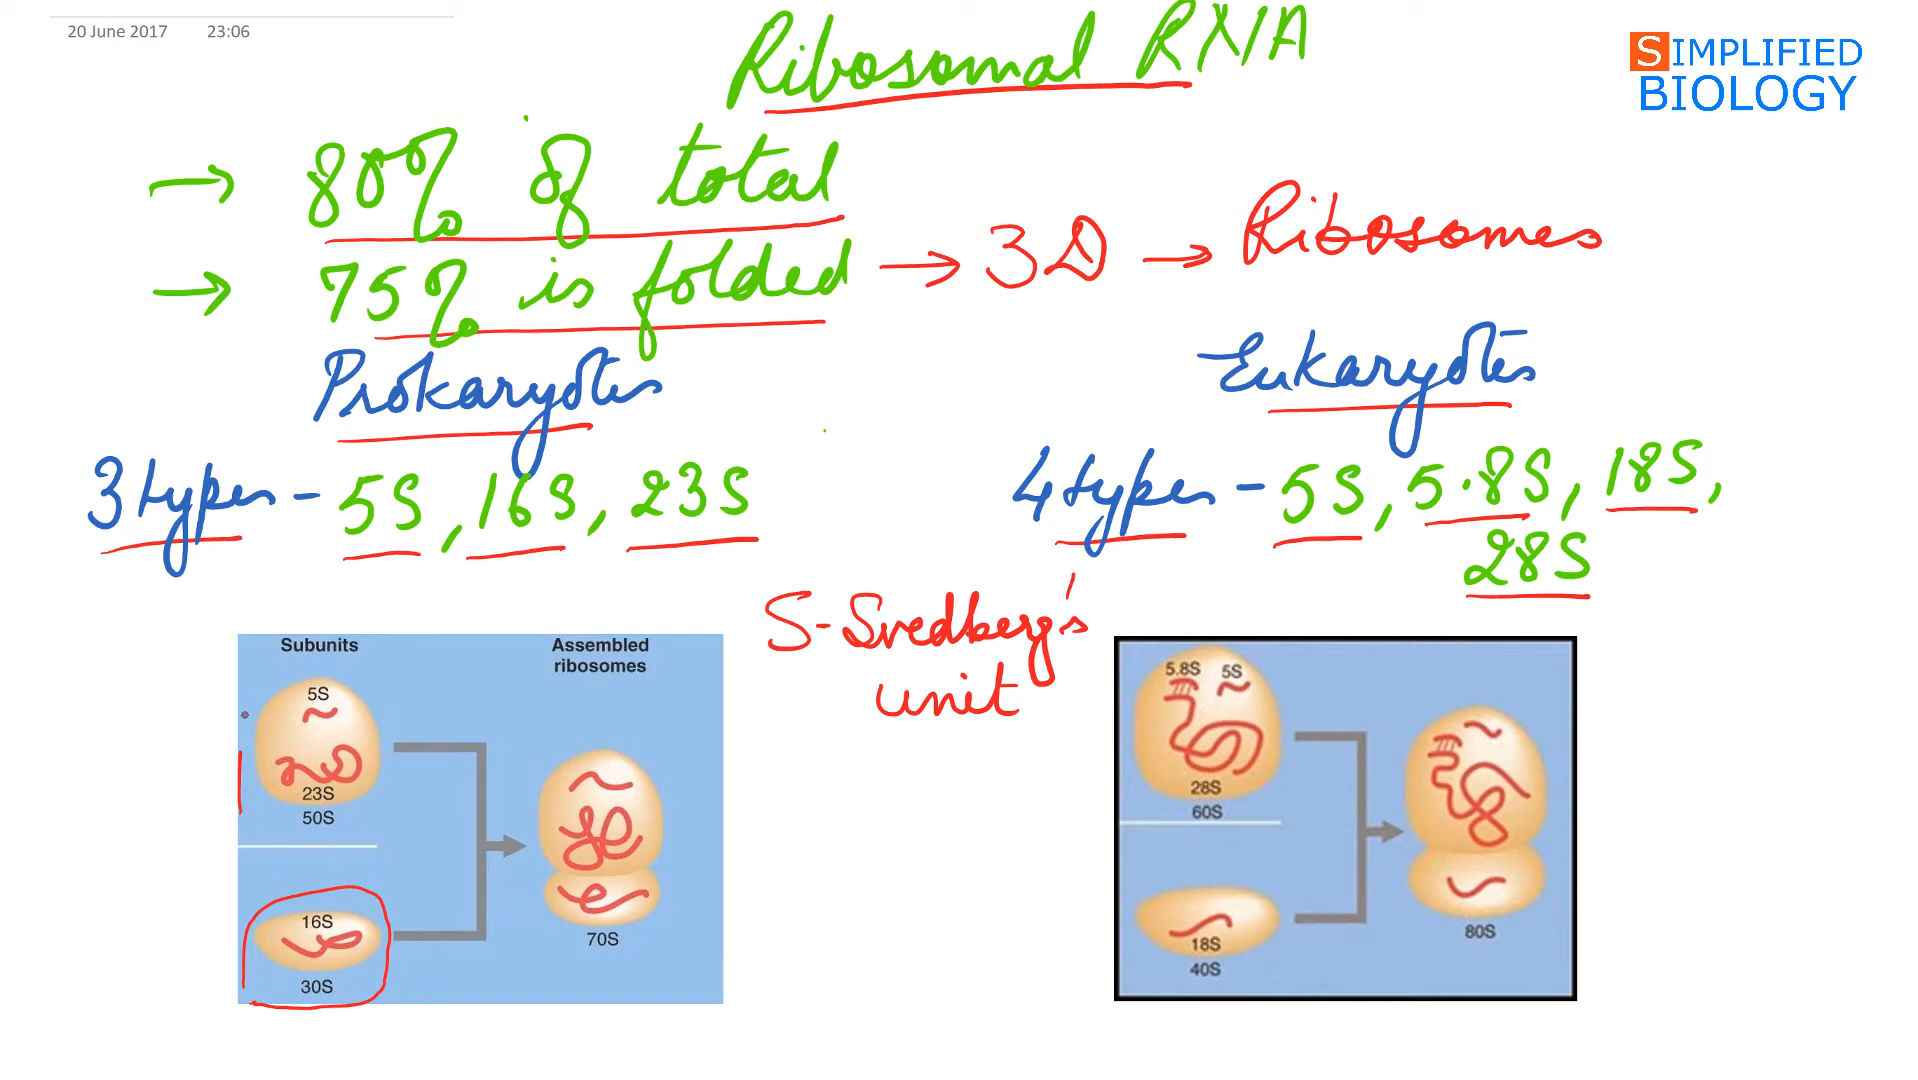 20 June 2017 23:06
Ribosomal RNA
SIMPLIFIED
BIOLOGY
→ 80% of total
→ 75% is folded → 3D → Ribosomes
Prokaryotes
3 types - 5S, 16S, 23S
Eukaryotes
4 types - 5S, 5.8S, 18S,
28S
S - Svedberg's
unit
Subunits
Assembled
ribosomes
5S
23S
50S
16S
30S
70S
5.8S 5S
28S
60S
18S
40S
80S